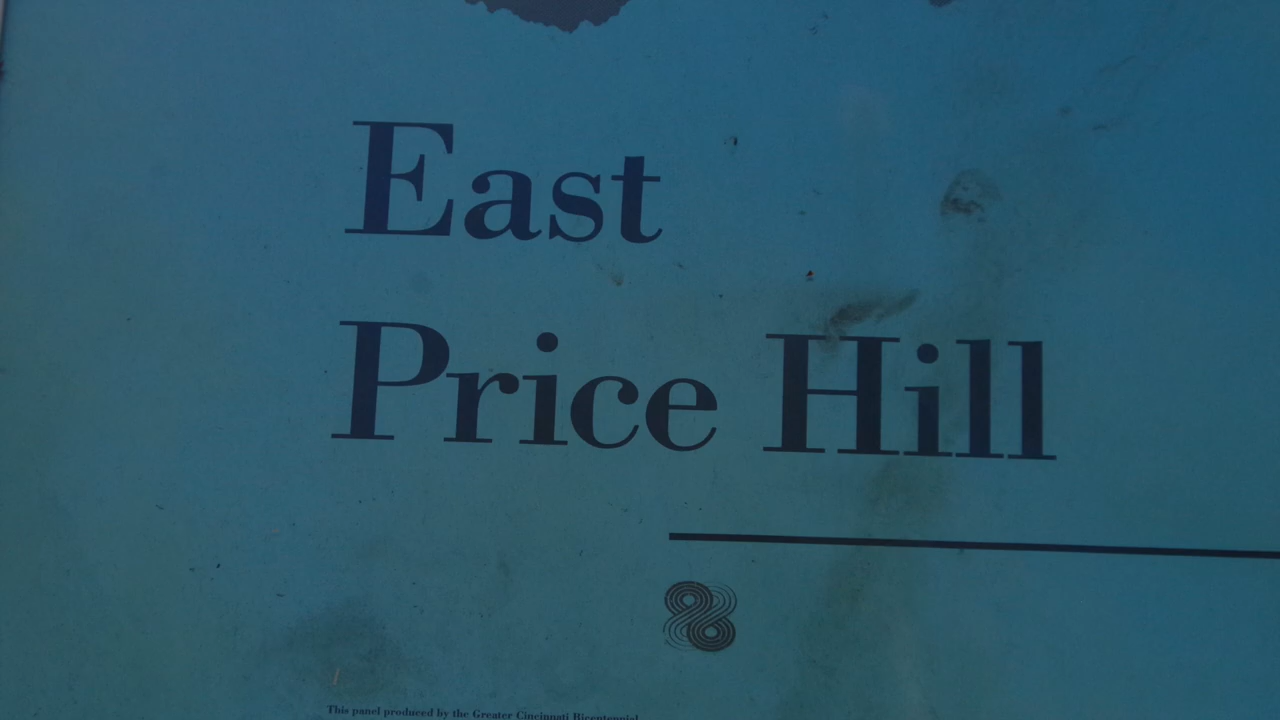 East
Price Hill
This panel produced by the Greater Cincinnati Bicentennial